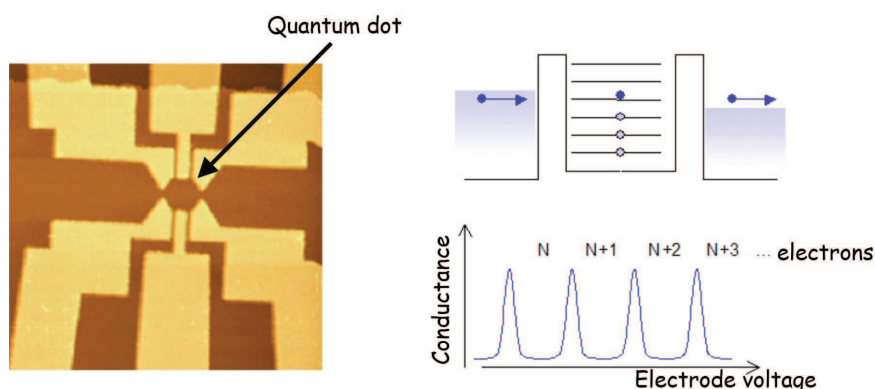 Quantum dot
Conductance
N N+1 N+2 N+3 ... electrons
Electrode voltage